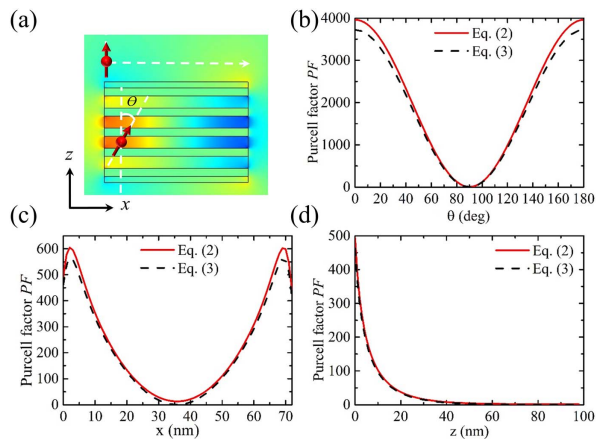 (a)
θ
z
x
(b)
Purcell factor PF
4000
3000
2000
1000
0
Eq. (2)
Eq. (3)
0 20 40 60 80 100 120 140 160 180
θ (deg)
(c)
Purcell factor PF
600
500
400
300
200
100
0
Eq. (2)
Eq. (3)
0 10 20 30 40 50 60 70
x (nm)
(d)
Purcell factor PF
500
400
300
200
100
0
Eq. (2)
Eq. (3)
0 20 40 60 80 100
z (nm)